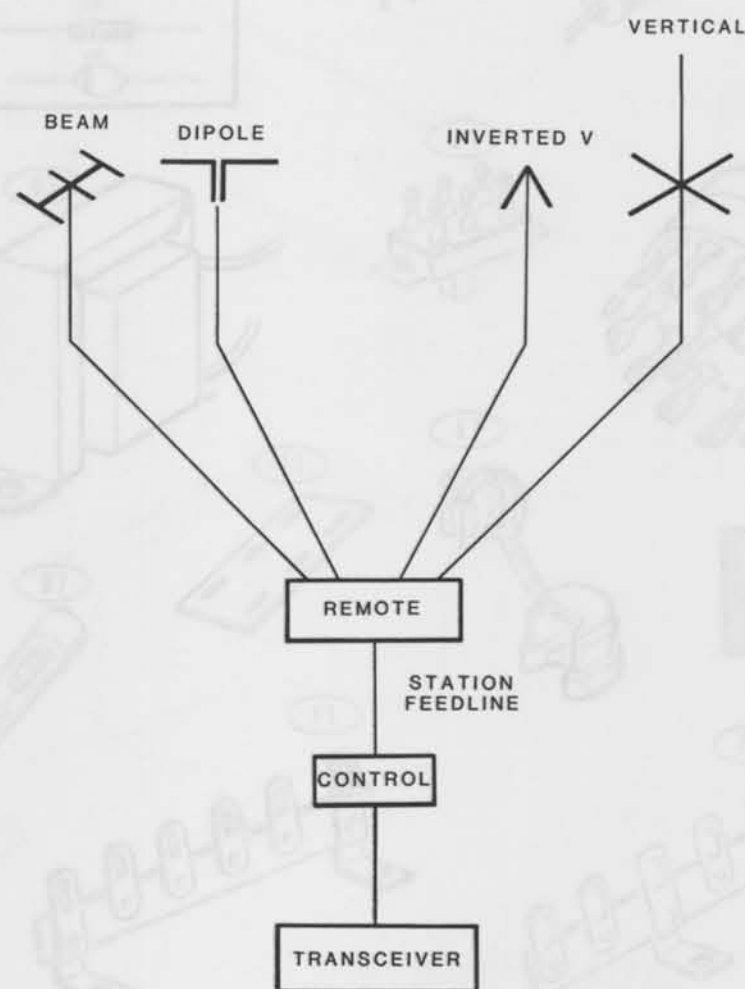 VERTICAL
BEAM
DIPOLE
INVERTED V
REMOTE
STATION
FEEDLINE
CONTROL
TRANSCEIVER